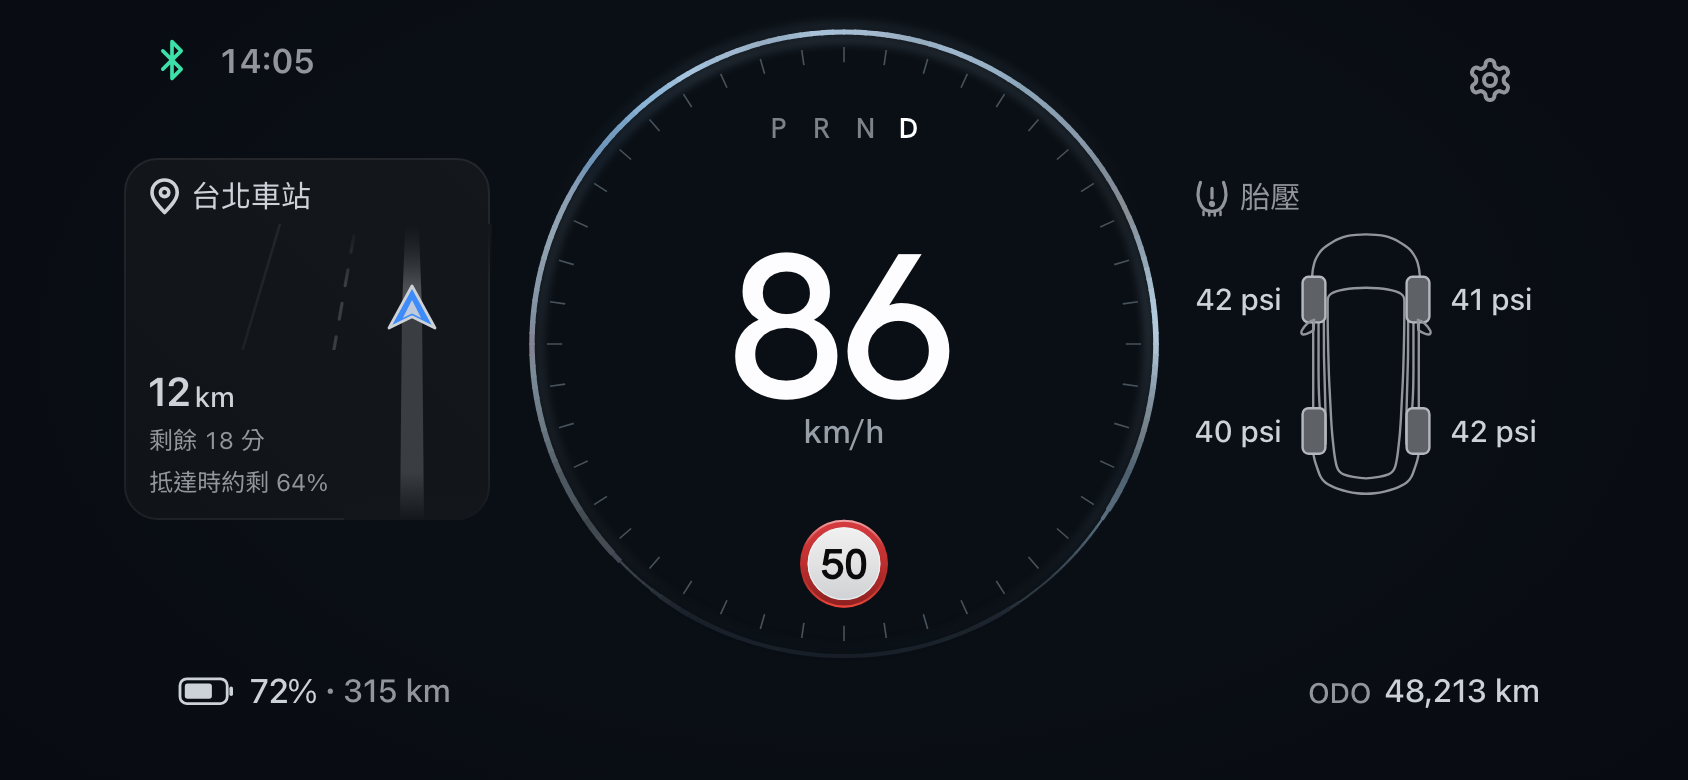 14:05
P R N D
台北車站
12 km
剩餘 18 分
抵達時約剩 64%
86
km/h
50
胎壓
42 psi
41 psi
40 psi
42 psi
72% · 315 km
ODO 48,213 km